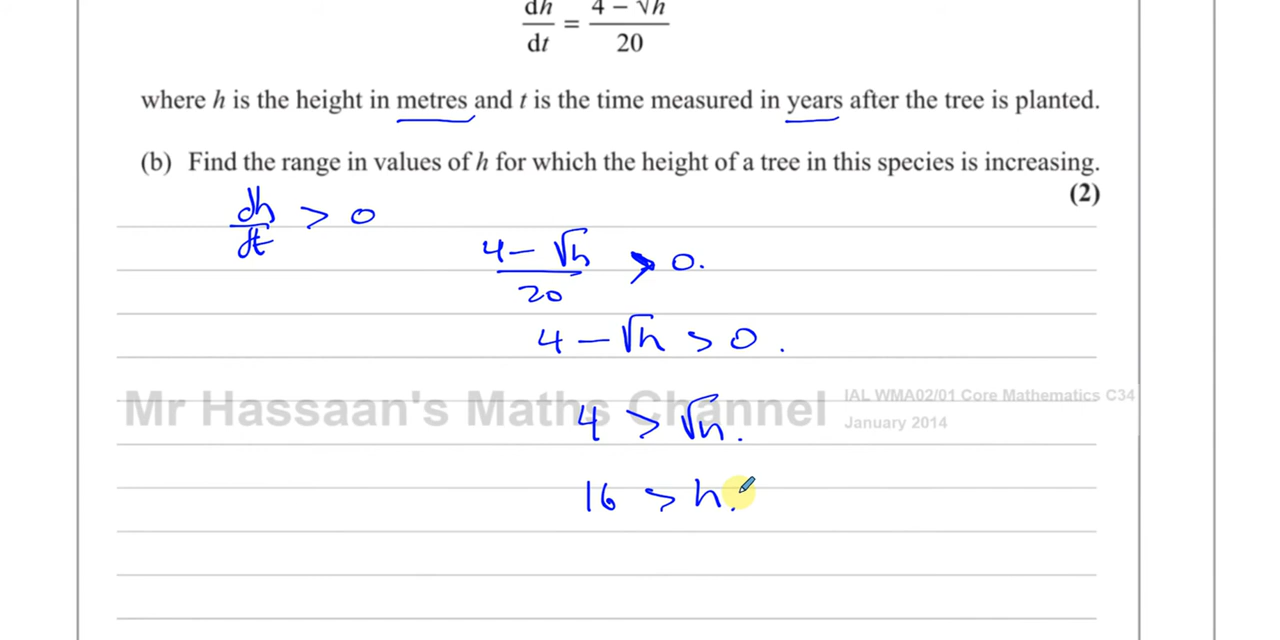 dh/dt = 4 − √h / 20
where h is the height in metres and t is the time measured in years after the tree is planted.
(b) Find the range in values of h for which the height of a tree in this species is increasing.
(2)
dh/dt > 0
4 − √h / 20 > 0.
4 − √h > 0.
Mr Hassaan's Maths Channel
IAL WMA02/01 Core Mathematics C34
January 2014
4 > √h.
16 > h.